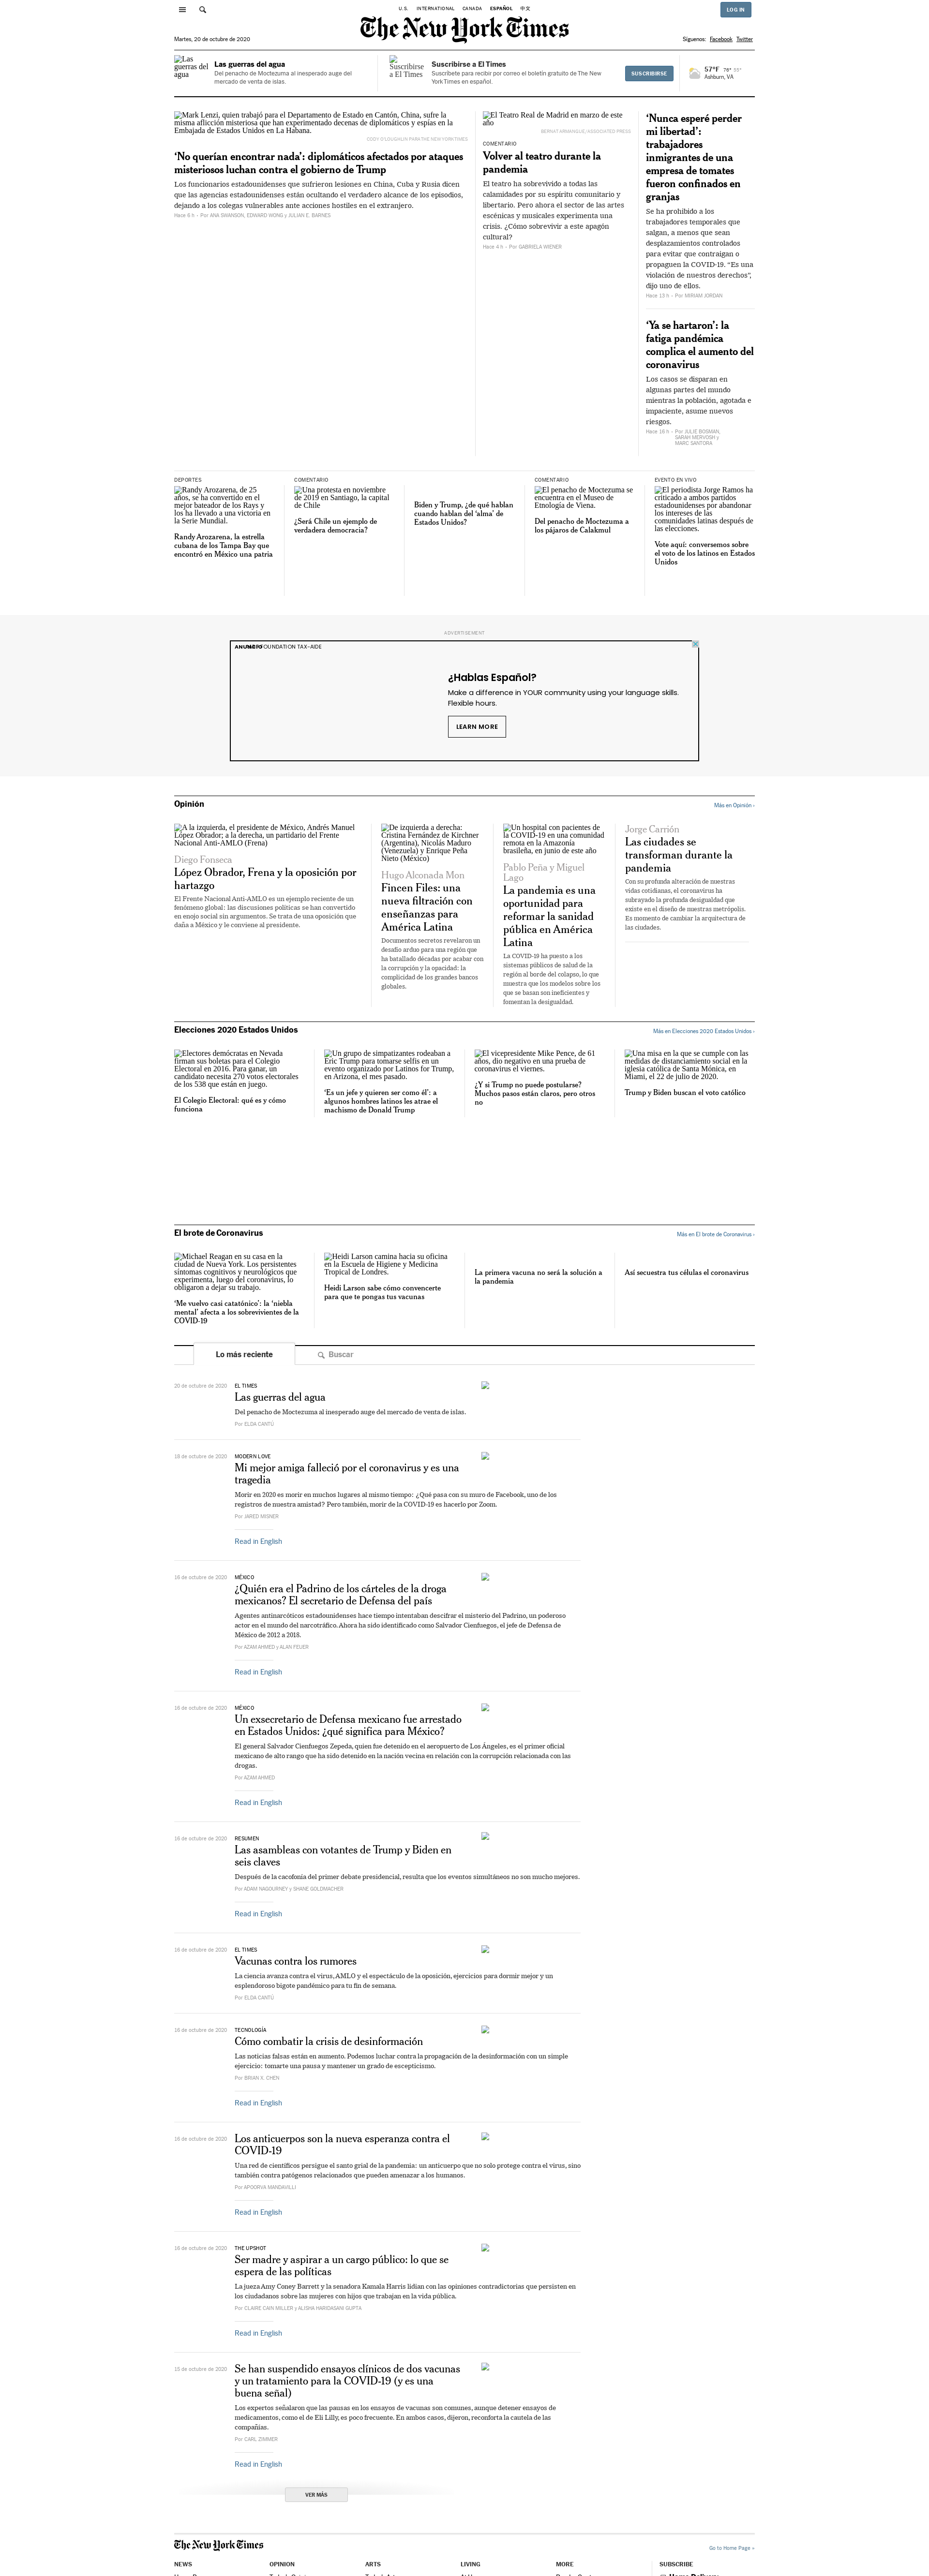 U.S. INTERNATIONAL CANADA ESPAÑOL 中文
LOG IN
The New York Times
Martes, 20 de octubre de 2020
Síguenos: Facebook Twitter
Las guerras del agua
Las guerras del agua
Del penacho de Moctezuma al inesperado auge del
mercado de venta de islas.
Suscribirse a El Times
Suscribirse a El Times
Suscríbete para recibir por correo el boletín gratuito de The New
York Times en español.
SUSCRIBIRSE
57°F 76° 55°
Ashburn, VA
Mark Lenzi, quien trabajó para el Departamento de Estado en Cantón, China, sufre la
misma aflicción misteriosa que han experimentado decenas de diplomáticos y espías en la
Embajada de Estados Unidos en La Habana.
CODY O'LOUGHLIN PARA THE NEW YORK TIMES
‘No querían encontrar nada’: diplomáticos afectados por ataques
misteriosos luchan contra el gobierno de Trump
Los funcionarios estadounidenses que sufrieron lesiones en China, Cuba y Rusia dicen
que las agencias estadounidenses están ocultando el verdadero alcance de los episodios,
dejando a los colegas vulnerables ante acciones hostiles en el extranjero.
Hace 6 h - Por ANA SWANSON, EDWARD WONG y JULIAN E. BARNES
El Teatro Real de Madrid en marzo de este
año
BERNAT ARMANGUE/ASSOCIATED PRESS
COMENTARIO
Volver al teatro durante la
pandemia
El teatro ha sobrevivido a todas las
calamidades por su espíritu comunitario y
libertario. Pero ahora el sector de las artes
escénicas y musicales experimenta una
crisis. ¿Cómo sobrevivir a este apagón
cultural?
Hace 4 h - Por GABRIELA WIENER
‘Nunca esperé perder
mi libertad’:
trabajadores
inmigrantes de una
empresa de tomates
fueron confinados en
granjas
Se ha prohibido a los
trabajadores temporales que
salgan, a menos que sean
desplazamientos controlados
para evitar que contraigan o
propaguen la COVID-19. “Es una
violación de nuestros derechos”,
dijo uno de ellos.
Hace 13 h - Por MIRIAM JORDAN
‘Ya se hartaron’: la
fatiga pandémica
complica el aumento del
coronavirus
Los casos se disparan en
algunas partes del mundo
mientras la población, agotada e
impaciente, asume nuevos
riesgos.
Hace 16 h - Por JULIE BOSMAN,
SARAH MERVOSH y
MARC SANTORA
DEPORTES
Randy Arozarena, de 25
años, se ha convertido en el
mejor bateador de los Rays y
los ha llevado a una victoria en
la Serie Mundial.
Randy Arozarena, la estrella
cubana de los Tampa Bay que
encontró en México una patria
COMENTARIO
Una protesta en noviembre
de 2019 en Santiago, la capital
de Chile
¿Será Chile un ejemplo de
verdadera democracia?
Biden y Trump, ¿de qué hablan
cuando hablan del ‘alma’ de
Estados Unidos?
COMENTARIO
El penacho de Moctezuma se
encuentra en el Museo de
Etnología de Viena.
Del penacho de Moctezuma a
los pájaros de Calakmul
EVENTO EN VIVO
El periodista Jorge Ramos ha
criticado a ambos partidos
estadounidenses por abandonar
los intereses de las
comunidades latinas después de
las elecciones.
Vote aquí: conversemos sobre
el voto de los latinos en Estados
Unidos
ADVERTISEMENT
ANUNCIO FOUNDATION TAX-AIDE
¿Hablas Español?
Make a difference in YOUR community using your language skills.
Flexible hours.
LEARN MORE
Opinión
Más en Opinión ›
A la izquierda, el presidente de México, Andrés Manuel
López Obrador; a la derecha, un partidario del Frente
Nacional Anti-AMLO (Frena)
Diego Fonseca
López Obrador, Frena y la oposición por
hartazgo
El Frente Nacional Anti-AMLO es un ejemplo reciente de un
fenómeno global: las discusiones políticas se han convertido
en enojo social sin argumentos. Se trata de una oposición que
daña a México y le conviene al presidente.
De izquierda a derecha:
Cristina Fernández de Kirchner
(Argentina), Nicolás Maduro
(Venezuela) y Enrique Peña
Nieto (México)
Hugo Alconada Mon
Fincen Files: una
nueva filtración con
enseñanzas para
América Latina
Documentos secretos revelaron un
desafío arduo para una región que
ha batallado décadas por acabar con
la corrupción y la opacidad: la
complicidad de los grandes bancos
globales.
Un hospital con pacientes de
la COVID-19 en una comunidad
remota en la Amazonía
brasileña, en junio de este año
Pablo Peña y Miguel
Lago
La pandemia es una
oportunidad para
reformar la sanidad
pública en América
Latina
La COVID-19 ha puesto a los
sistemas públicos de salud de la
región al borde del colapso, lo que
muestra que los modelos sobre los
que se basan son ineficientes y
fomentan la desigualdad.
Jorge Carrión
Las ciudades se
transforman durante la
pandemia
Con su profunda alteración de nuestras
vidas cotidianas, el coronavirus ha
subrayado la profunda desigualdad que
existe en el diseño de nuestras metrópolis.
Es momento de cambiar la arquitectura de
las ciudades.
Elecciones 2020 Estados Unidos
Más en Elecciones 2020 Estados Unidos ›
Electores demócratas en Nevada
firman sus boletas para el Colegio
Electoral en 2016. Para ganar, un
candidato necesita 270 votos electorales
de los 538 que están en juego.
El Colegio Electoral: qué es y cómo
funciona
Un grupo de simpatizantes rodeaban a
Eric Trump para tomarse selfis en un
evento organizado por Latinos for Trump,
en Arizona, el mes pasado.
‘Es un jefe y quieren ser como él’: a
algunos hombres latinos les atrae el
machismo de Donald Trump
El vicepresidente Mike Pence, de 61
años, dio negativo en una prueba de
coronavirus el viernes.
¿Y si Trump no puede postularse?
Muchos pasos están claros, pero otros
no
Una misa en la que se cumple con las
medidas de distanciamiento social en la
iglesia católica de Santa Mónica, en
Miami, el 22 de julio de 2020.
Trump y Biden buscan el voto católico
El brote de Coronavirus
Más en El brote de Coronavirus ›
Michael Reagan en su casa en la
ciudad de Nueva York. Los persistentes
síntomas cognitivos y neurológicos que
experimenta, luego del coronavirus, lo
obligaron a dejar su trabajo.
‘Me vuelvo casi catatónico’: la ‘niebla
mental’ afecta a los sobrevivientes de la
COVID-19
Heidi Larson camina hacia su oficina
en la Escuela de Higiene y Medicina
Tropical de Londres.
Heidi Larson sabe cómo convencerte
para que te pongas tus vacunas
La primera vacuna no será la solución a
la pandemia
Así secuestra tus células el coronavirus
Lo más reciente
Buscar
20 de octubre de 2020
EL TIMES
Las guerras del agua
Del penacho de Moctezuma al inesperado auge del mercado de venta de islas.
Por ELDA CANTÚ
18 de octubre de 2020
MODERN LOVE
Mi mejor amiga falleció por el coronavirus y es una
tragedia
Morir en 2020 es morir en muchos lugares al mismo tiempo: ¿Qué pasa con su muro de Facebook, uno de los
registros de nuestra amistad? Pero también, morir de la COVID-19 es hacerlo por Zoom.
Por JARED MISNER
Read in English
16 de octubre de 2020
MÉXICO
¿Quién era el Padrino de los cárteles de la droga
mexicanos? El secretario de Defensa del país
Agentes antinarcóticos estadounidenses hace tiempo intentaban descifrar el misterio del Padrino, un poderoso
actor en el mundo del narcotráfico. Ahora ha sido identificado como Salvador Cienfuegos, el jefe de Defensa de
México de 2012 a 2018.
Por AZAM AHMED y ALAN FEUER
Read in English
16 de octubre de 2020
MÉXICO
Un exsecretario de Defensa mexicano fue arrestado
en Estados Unidos: ¿qué significa para México?
El general Salvador Cienfuegos Zepeda, quien fue detenido en el aeropuerto de Los Ángeles, es el primer oficial
mexicano de alto rango que ha sido detenido en la nación vecina en relación con la corrupción relacionada con las
drogas.
Por AZAM AHMED
Read in English
16 de octubre de 2020
RESUMEN
Las asambleas con votantes de Trump y Biden en
seis claves
Después de la cacofonía del primer debate presidencial, resulta que los eventos simultáneos no son mucho mejores.
Por ADAM NAGOURNEY y SHANE GOLDMACHER
Read in English
16 de octubre de 2020
EL TIMES
Vacunas contra los rumores
La ciencia avanza contra el virus, AMLO y el espectáculo de la oposición, ejercicios para dormir mejor y un
esplendoroso bigote pandémico para tu fin de semana.
Por ELDA CANTÚ
16 de octubre de 2020
TECNOLOGÍA
Cómo combatir la crisis de desinformación
Las noticias falsas están en aumento. Podemos luchar contra la propagación de la desinformación con un simple
ejercicio: tomarte una pausa y mantener un grado de escepticismo.
Por BRIAN X. CHEN
Read in English
16 de octubre de 2020
Los anticuerpos son la nueva esperanza contra el
COVID-19
Una red de científicos persigue el santo grial de la pandemia: un anticuerpo que no solo protege contra el virus, sino
también contra patógenos relacionados que pueden amenazar a los humanos.
Por APOORVA MANDAVILLI
Read in English
16 de octubre de 2020
THE UPSHOT
Ser madre y aspirar a un cargo público: lo que se
espera de las políticas
La jueza Amy Coney Barrett y la senadora Kamala Harris lidian con las opiniones contradictorias que persisten en
los ciudadanos sobre las mujeres con hijos que trabajan en la vida pública.
Por CLAIRE CAIN MILLER y ALISHA HARIDASANI GUPTA
Read in English
15 de octubre de 2020
Se han suspendido ensayos clínicos de dos vacunas
y un tratamiento para la COVID-19 (y es una
buena señal)
Los expertos señalaron que las pausas en los ensayos de vacunas son comunes, aunque detener ensayos de
medicamentos, como el de Eli Lilly, es poco frecuente. En ambos casos, dijeron, reconforta la cautela de las
compañías.
Por CARL ZIMMER
Read in English
VER MÁS
The New York Times
Go to Home Page »
NEWS OPINION ARTS LIVING MORE SUBSCRIBE